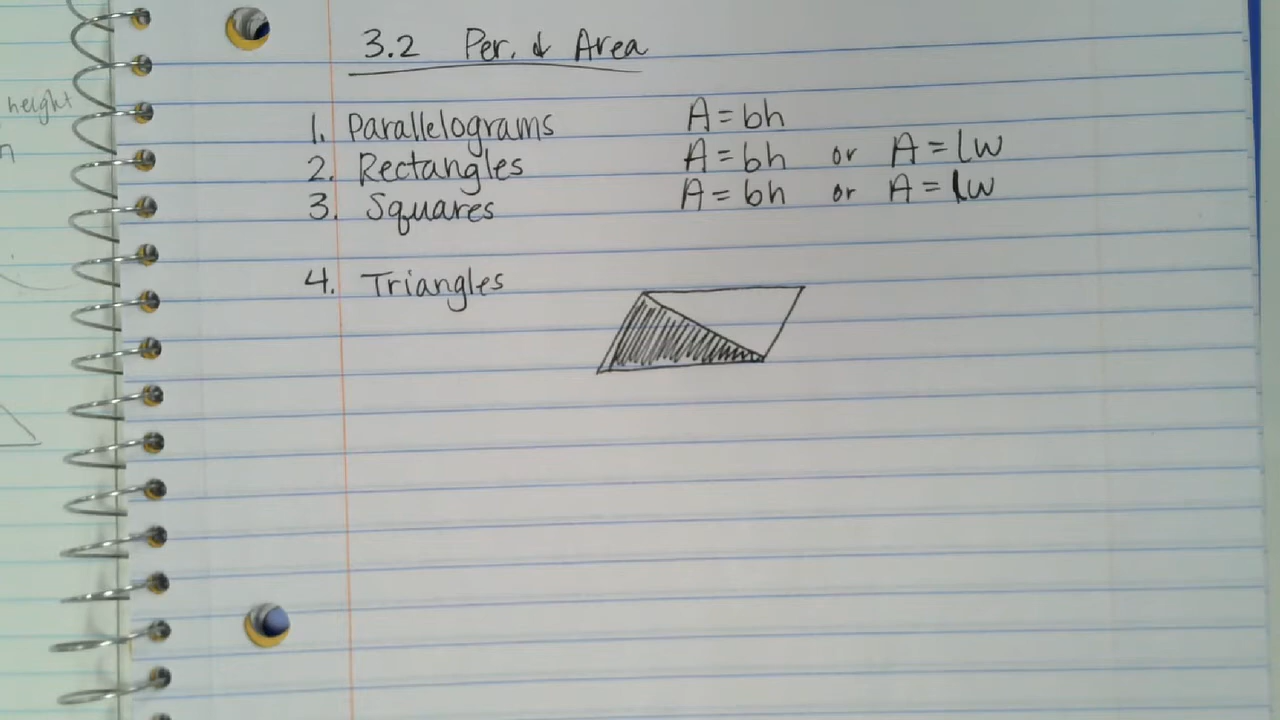 3.2 Per. & Area
height
n
1. Parallelograms A = bh
2. Rectangles A = bh or A = lw
3. Squares A = bh or A = lw
4. Triangles